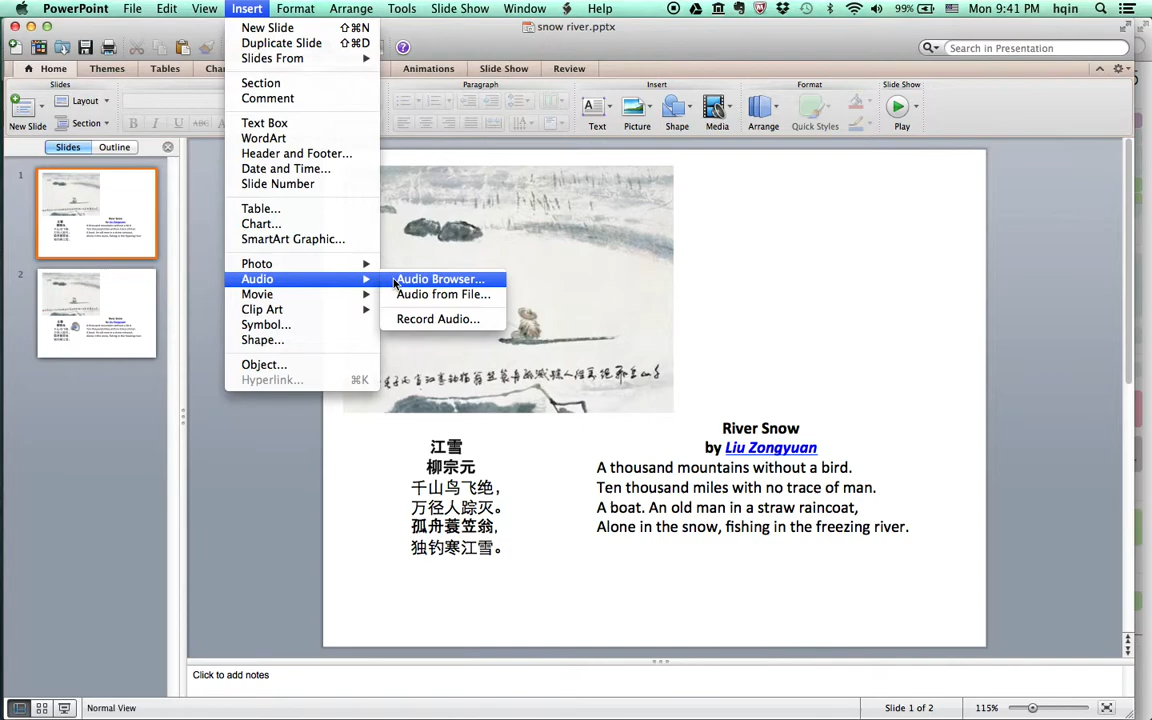 PowerPoint File Edit View Insert Format Arrange Tools Slide Show Window Help 99% Mon 9:41 PM hqin
snow river.pptx
Search in Presentation
Home Themes Tables Animations Slide Show Review
Slides
Paragraph
Insert
Format
Slide Show
New Slide
Layout
Section
B I U ABC
Text
Picture
Shape
Media
Arrange
Quick Styles
Play
Slides
Outline
New Slide ⇧⌘N
Duplicate Slide ⇧⌘D
Slides From
Section
Comment
Text Box
WordArt
Header and Footer...
Date and Time...
Slide Number
Table...
Chart...
SmartArt Graphic...
Photo
Audio
Movie
Clip Art
Symbol...
Shape...
Object...
Hyperlink... ⌘K
Audio Browser...
Audio from File...
Record Audio...
1
2
江雪
柳宗元
千山鸟飞绝，
万径人踪灭。
孤舟蓑笠翁，
独钓寒江雪。
River Snow
by Liu Zongyuan
A thousand mountains without a bird.
Ten thousand miles with no trace of man.
A boat. An old man in a straw raincoat,
Alone in the snow, fishing in the freezing river.
Click to add notes
Normal View
Slide 1 of 2
115%